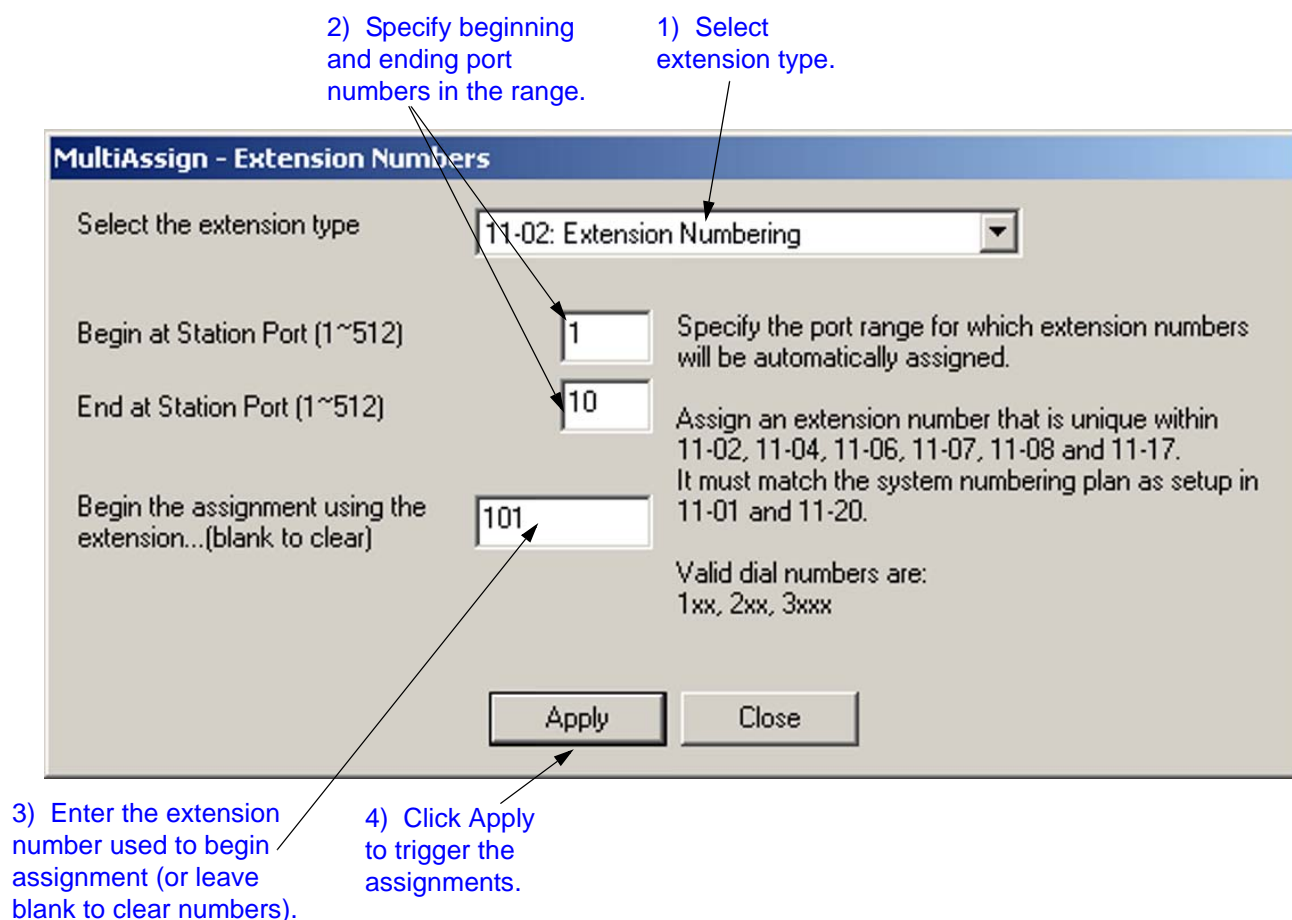 2) Specify beginning
and ending port
numbers in the range.
1) Select
extension type.
MultiAssign - Extension Numbers
Select the extension type
11-02: Extension Numbering
Begin at Station Port (1~512)
1
End at Station Port (1~512)
10
Specify the port range for which extension numbers
will be automatically assigned.
Assign an extension number that is unique within
11-02, 11-04, 11-06, 11-07, 11-08 and 11-17.
It must match the system numbering plan as setup in
11-01 and 11-20.
Begin the assignment using the
extension...(blank to clear)
101
Valid dial numbers are:
1xx, 2xx, 3xxx
Apply
Close
3) Enter the extension
number used to begin
assignment (or leave
blank to clear numbers).
4) Click Apply
to trigger the
assignments.